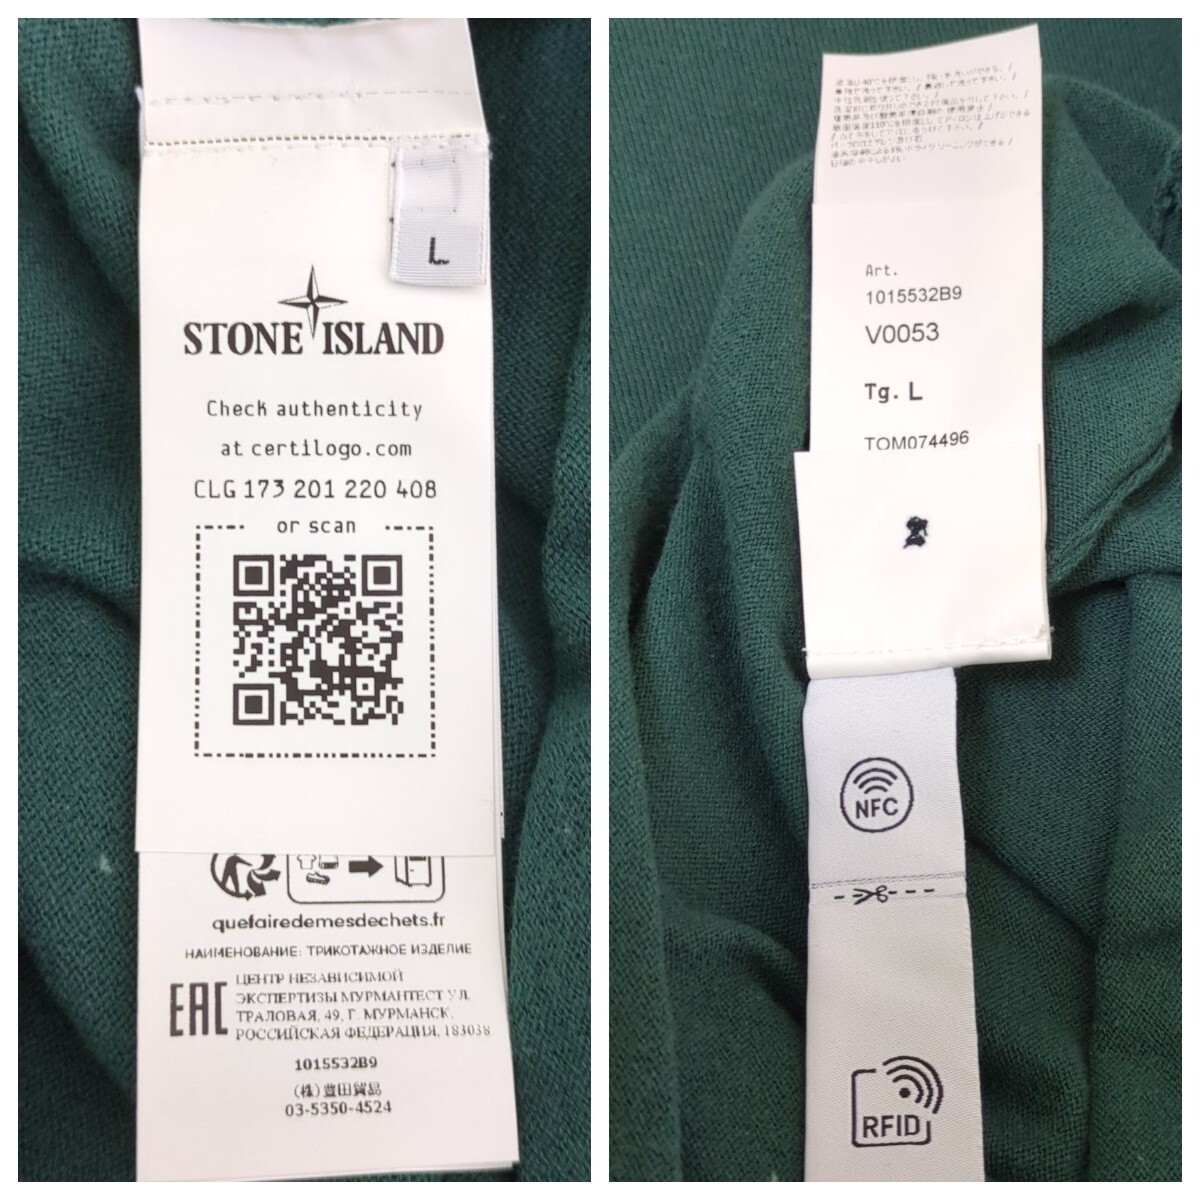 L
STONE ISLAND
Check authenticity
at certilogo.com
CLG 173 201 220 408
or scan
quefairedemesdechets.fr
НАИМЕНОВАНИЕ: ТРИКОТАЖНОЕ ИЗДЕЛИЕ
EAC
ЦЕНТР НЕЗАВИСИМОЙ
ЭКСПЕРТИЗЫ МУРМАНТЕСТ УЛ.
ТРАЛОВАЯ, 49, Г. МУРМАНСК,
РОССИЙСКАЯ ФЕДЕРАЦИЯ, 183038
1015532B9
(株)豊田貿易
03-5350-4524
Art.
1015532B9
V0053
Tg. L
TOM074496
NFC
RFID